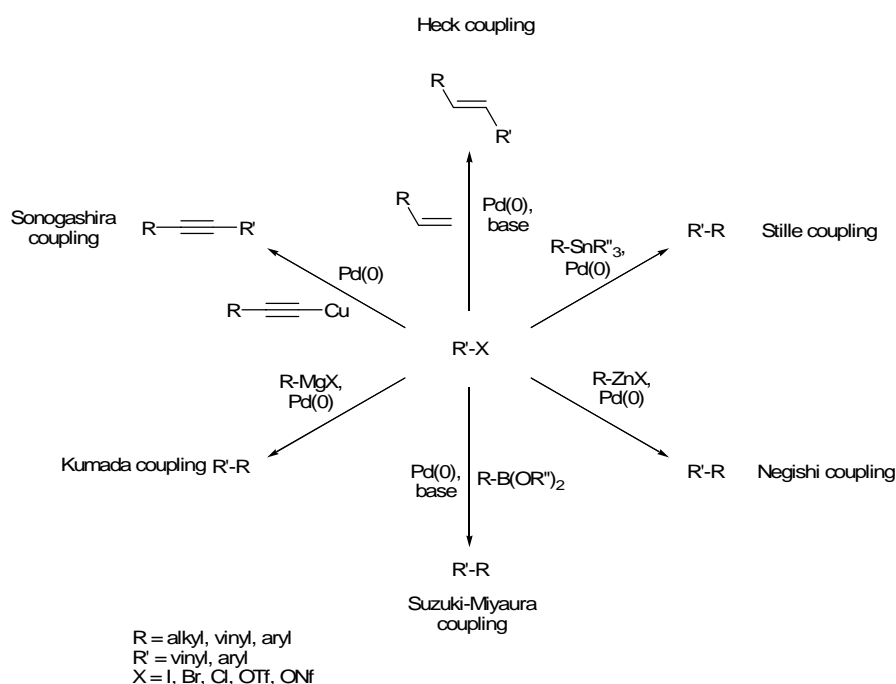 Heck coupling
R
R'
R
Pd(0),
base
Sonogashira
coupling
R
R'
Pd(0)
R
Cu
R-SnR"3,
Pd(0)
R'-R
Stille coupling
R'-X
R-MgX,
Pd(0)
R-ZnX,
Pd(0)
Kumada coupling R'-R
Pd(0),
base
R-B(OR")2
R'-R
Negishi coupling
R'-R
Suzuki-Miyaura
coupling
R = alkyl, vinyl, aryl
R' = vinyl, aryl
X = I, Br, Cl, OTf, ONf